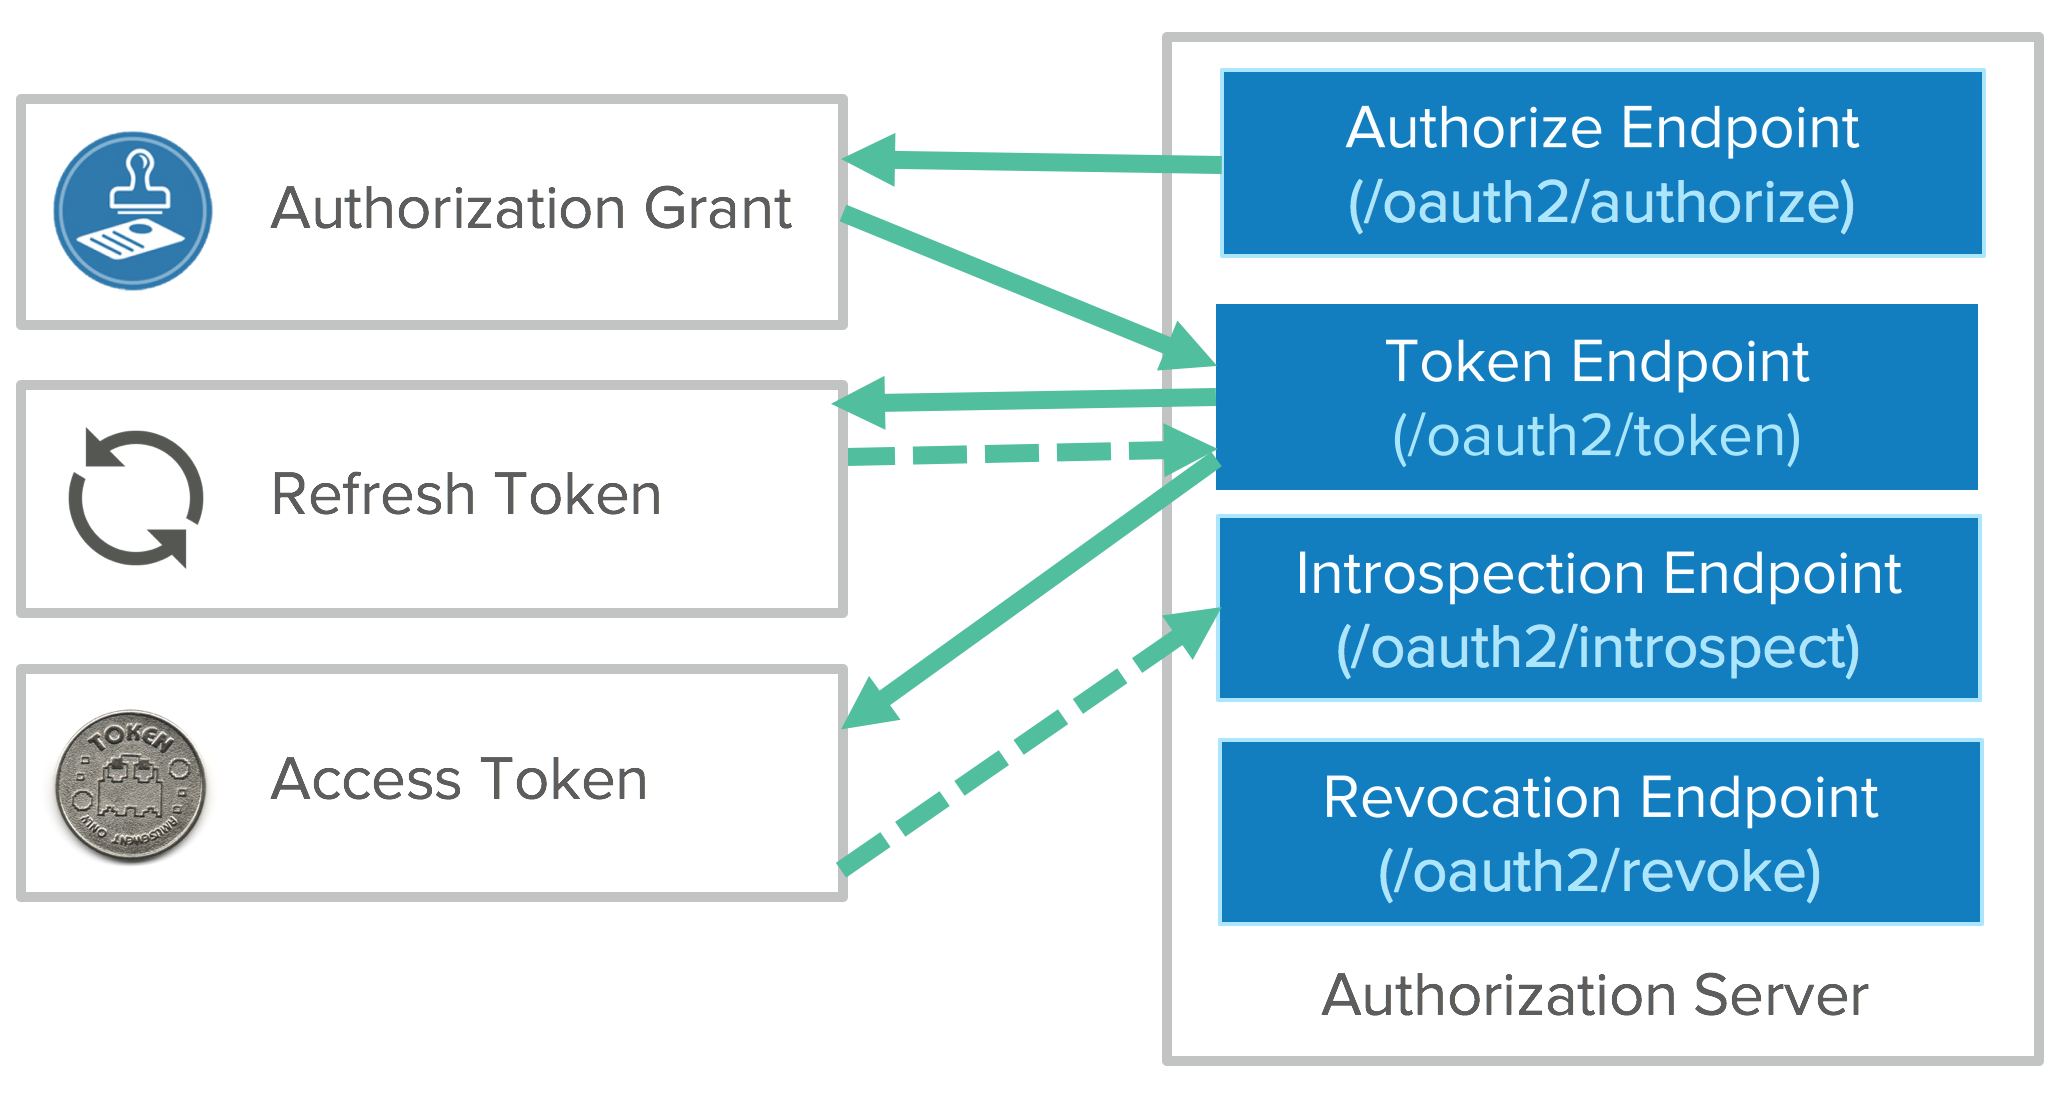 Authorization Grant
Refresh Token
TOKEN
AMUSEMENT ONLY
Access Token
Authorize Endpoint
(/oauth2/authorize)
Token Endpoint
(/oauth2/token)
Introspection Endpoint
(/oauth2/introspect)
Revocation Endpoint
(/oauth2/revoke)
Authorization Server